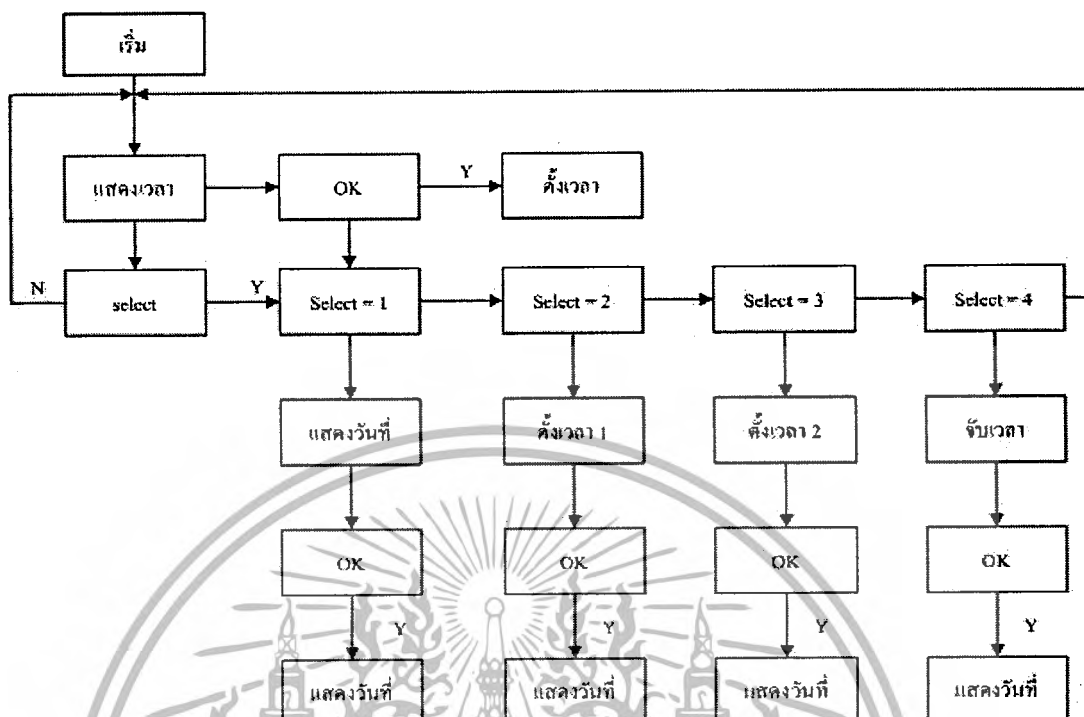 เริ่ม
แสดงเวลา
OK
Y
ตั้งเวลา
N
select
Y
Select = 1
Select = 2
Select = 3
Select = 4
แสดงวันที่
ตั้งเวลา 1
ตั้งเวลา 2
จับเวลา
OK
OK
OK
OK
Y
Y
Y
Y
แสดงวันที่
แสดงวันที่
แสดงวันที่
แสดงวันที่